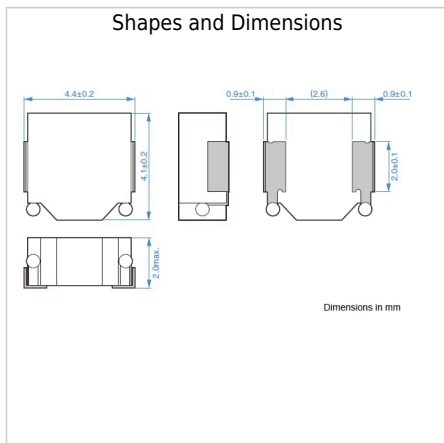 Shapes and Dimensions
4.4±0.2
0.9±0.1
(2.6)
0.9±0.1
4.1±0.2
2.0±0.1
2.0max.
Dimensions in mm